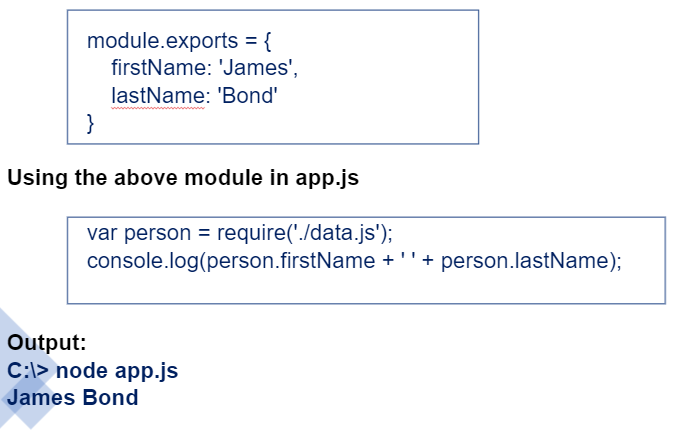 module.exports = {
firstName: 'James',
lastName: 'Bond'
}
Using the above module in app.js
var person = require('./data.js');
console.log(person.firstName + ' ' + person.lastName);
Output:
C:\> node app.js
James Bond